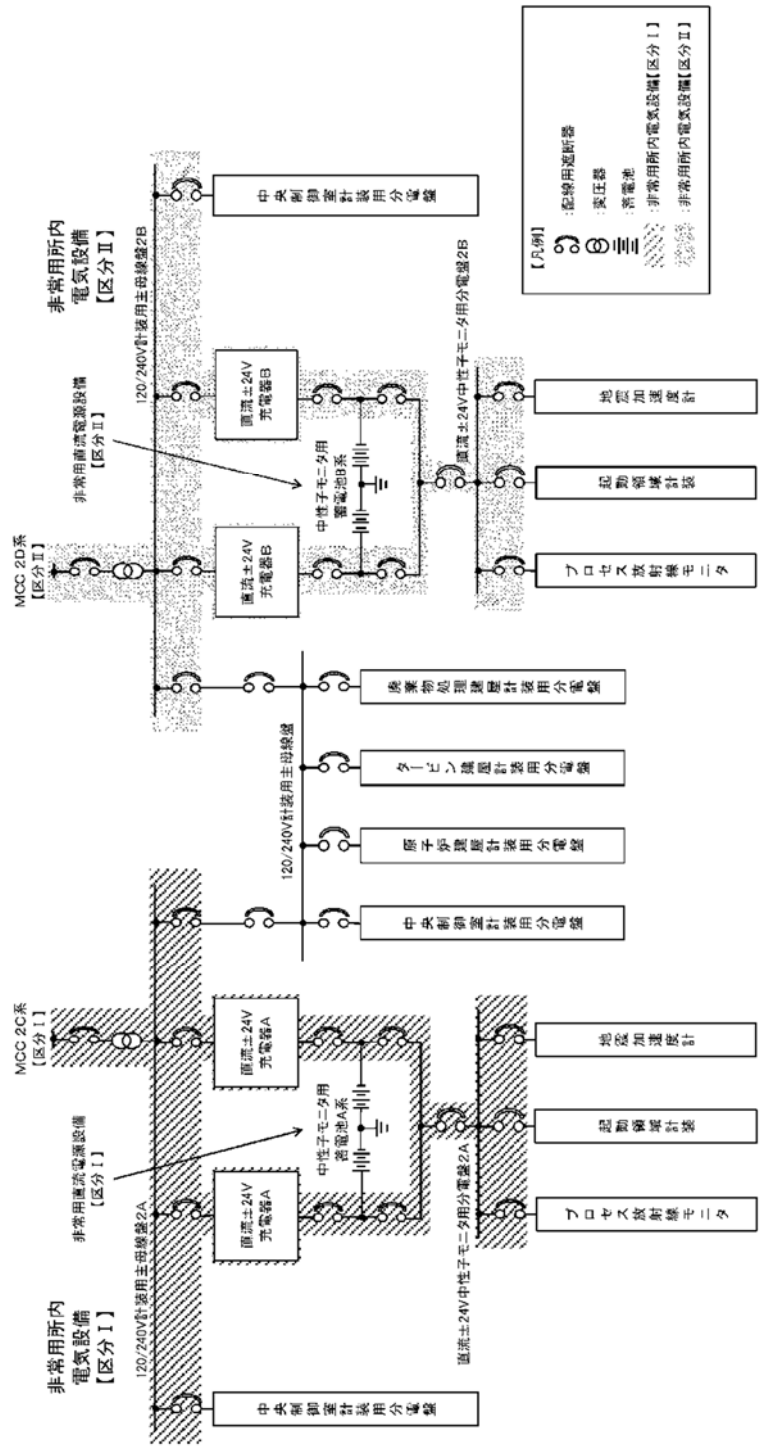 非常用所内
電気設備
【区分Ⅰ】
非常用直流電源設備
【区分Ⅰ】
MCC 2C系
【区分Ⅰ】
120/240V計装用主母線盤2A
中央制御室計装用分電盤
直流±24V
充電器A
直流±24V
充電器A
中性子モニタ用
蓄電池A系
直流±24V中性子モニタ用分電盤2A
プロセス放射線モニタ
起動領域計装
地震加速度計
120/240V計装用主母線盤
中央制御室計装用分電盤
原子炉建屋計装用分電盤
タービン建屋計装用分電盤
廃棄物処理建屋計装用分電盤
MCC 2D系
【区分Ⅱ】
非常用直流電源設備
【区分Ⅱ】
非常用所内
電気設備
【区分Ⅱ】
120/240V計装用主母線盤2B
直流±24V
充電器B
直流±24V
充電器B
中性子モニタ用
蓄電池B系
中央制御室計装用分電盤
直流±24V中性子モニタ用分電盤2B
プロセス放射線モニタ
起動領域計装
地震加速度計
【凡例】
:配線用遮断器
:変圧器
:蓄電池
:非常用所内電気設備【区分Ⅰ】
:非常用所内電気設備【区分Ⅱ】